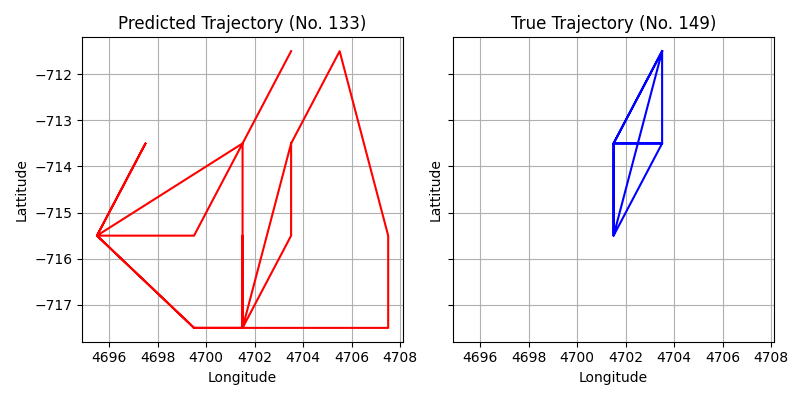 Predicted Trajectory (No. 133)
True Trajectory (No. 149)
Lattitude
−712
−713
−714
−715
−716
−717
4696 4698 4700 4702 4704 4706 4708
Longitude
Lattitude
4696 4698 4700 4702 4704 4706 4708
Longitude